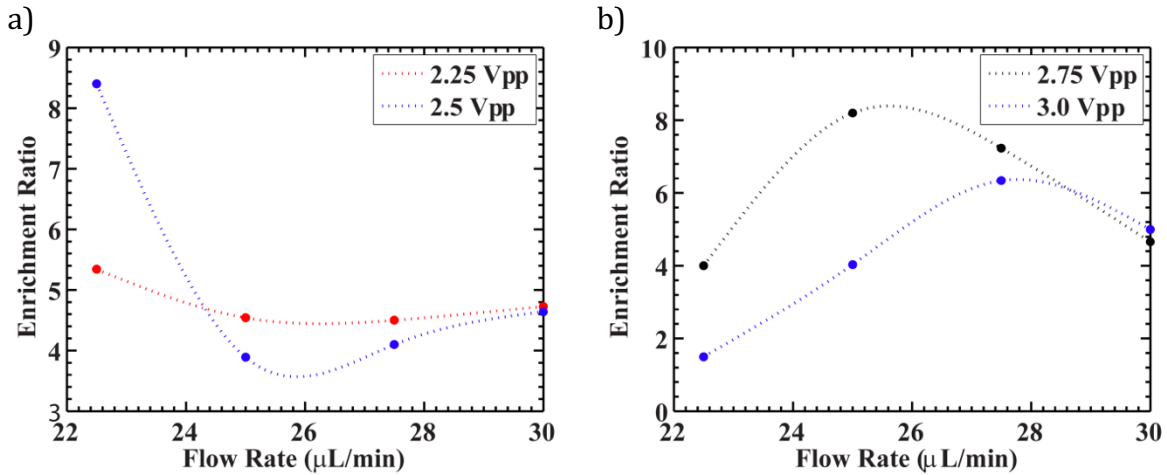 a)
9
8
7
6
5
4
3
Enrichment Ratio
2.25 Vpp
2.5 Vpp
22
24
26
28
30
Flow Rate (μL/min)
b)
10
8
6
4
2
0
Enrichment Ratio
2.75 Vpp
3.0 Vpp
22
24
26
28
30
Flow Rate (μL/min)